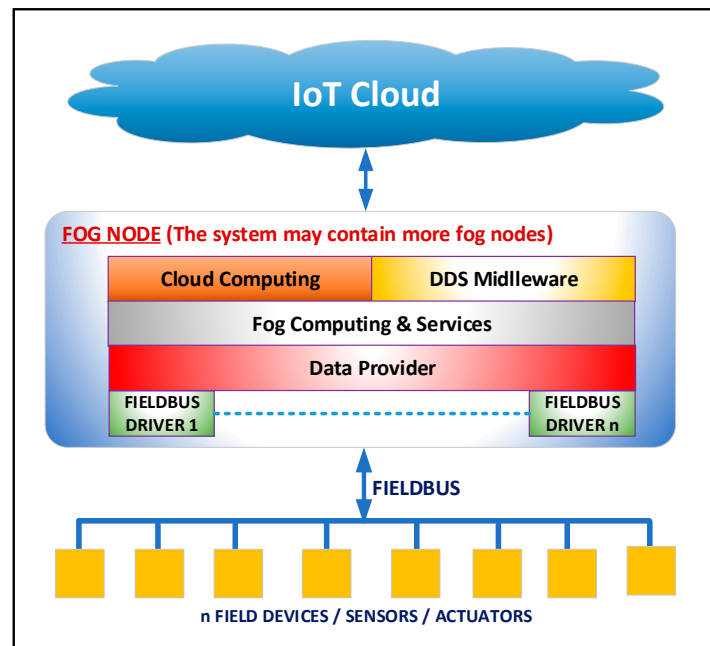 IoT Cloud
FOG NODE (The system may contain more fog nodes)
Cloud Computing
DDS Midlleware
Fog Computing & Services
Data Provider
FIELDBUS
DRIVER 1
FIELDBUS
DRIVER n
FIELDBUS
n FIELD DEVICES / SENSORS / ACTUATORS